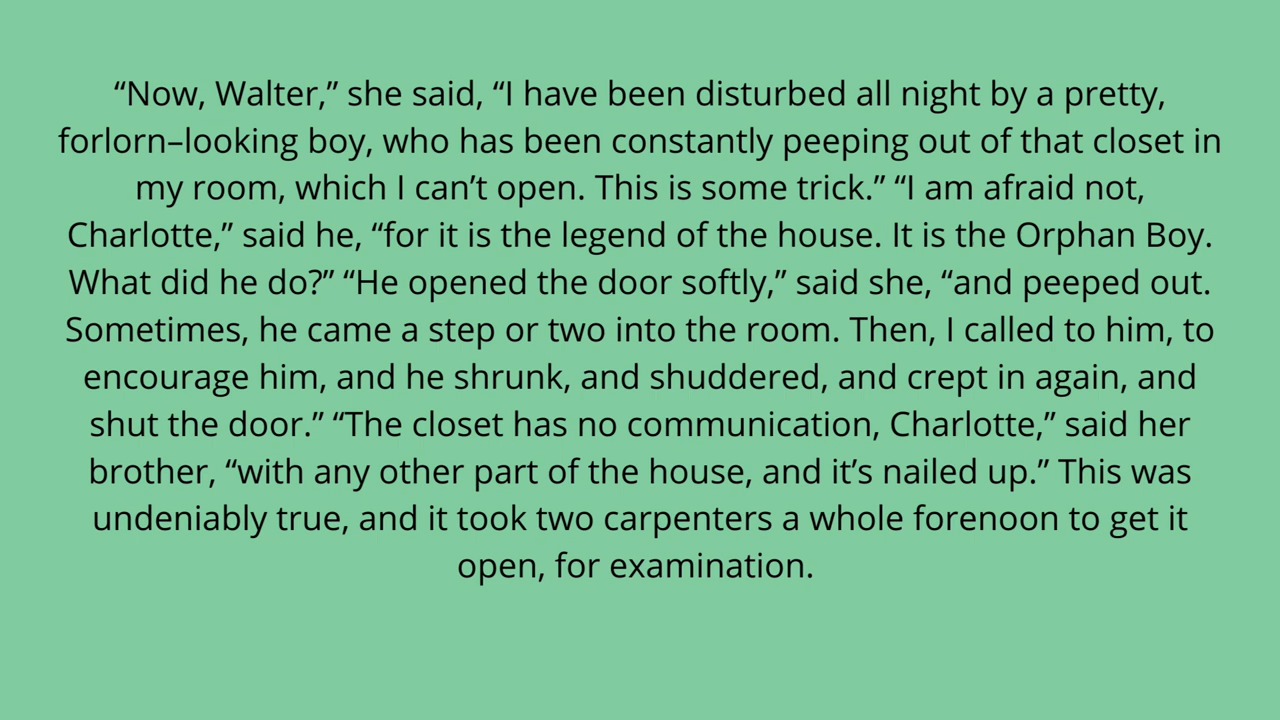 “Now, Walter,” she said, “I have been disturbed all night by a pretty,
forlorn–looking boy, who has been constantly peeping out of that closet in
my room, which I can’t open. This is some trick.” “I am afraid not,
Charlotte,” said he, “for it is the legend of the house. It is the Orphan Boy.
What did he do?” “He opened the door softly,” said she, “and peeped out.
Sometimes, he came a step or two into the room. Then, I called to him, to
encourage him, and he shrunk, and shuddered, and crept in again, and
shut the door.” “The closet has no communication, Charlotte,” said her
brother, “with any other part of the house, and it’s nailed up.” This was
undeniably true, and it took two carpenters a whole forenoon to get it
open, for examination.